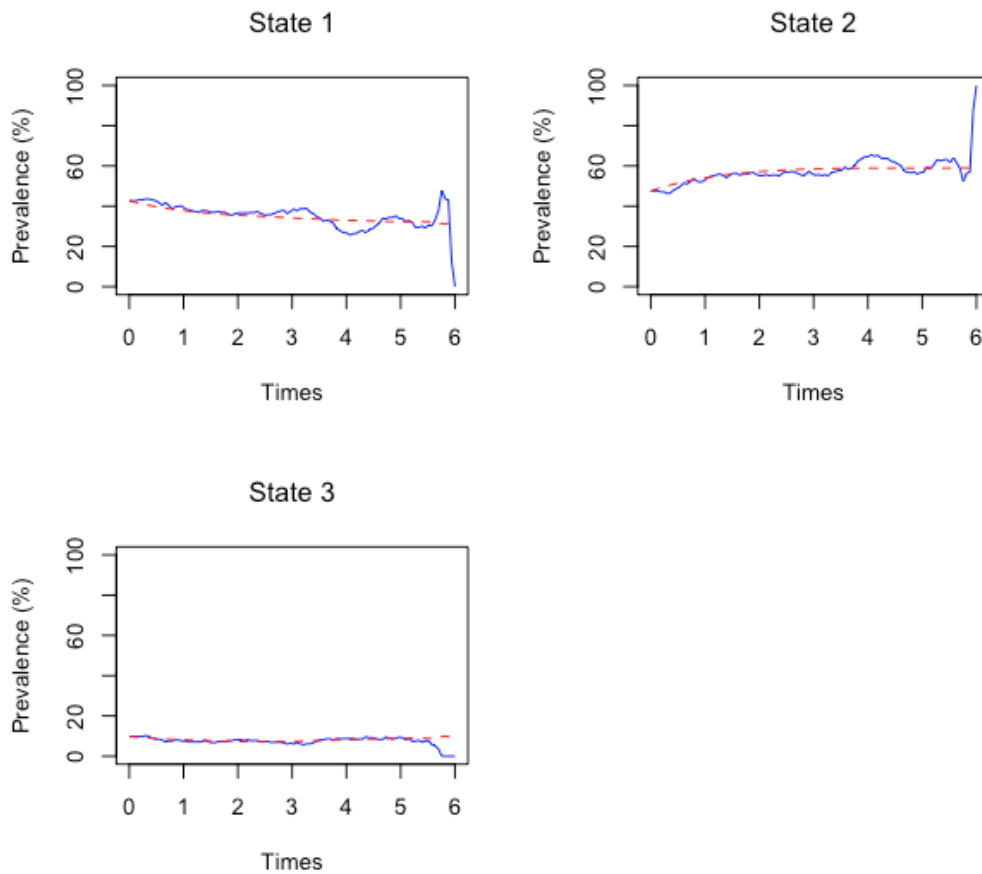 State 1
Prevalence (%)
0 20 60 100
0 1 2 3 4 5 6
Times
State 2
Prevalence (%)
0 20 60 100
0 1 2 3 4 5 6
Times
State 3
Prevalence (%)
0 20 60 100
0 1 2 3 4 5 6
Times